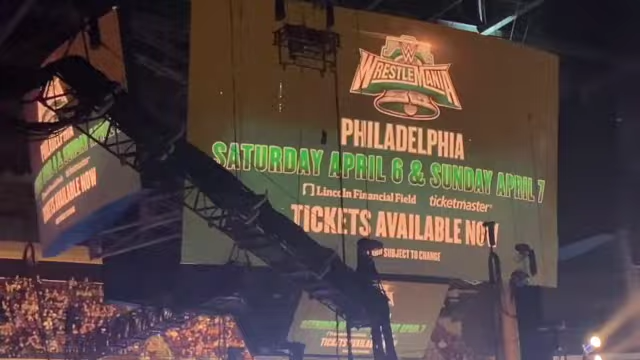 WRESTLEMANIA
PHILADELPHIA
SATURDAY APRIL 6 & SUNDAY APRIL 7
Lincoln Financial Field ticketmaster
TICKETS AVAILABLE NOW
SUBJECT TO CHANGE